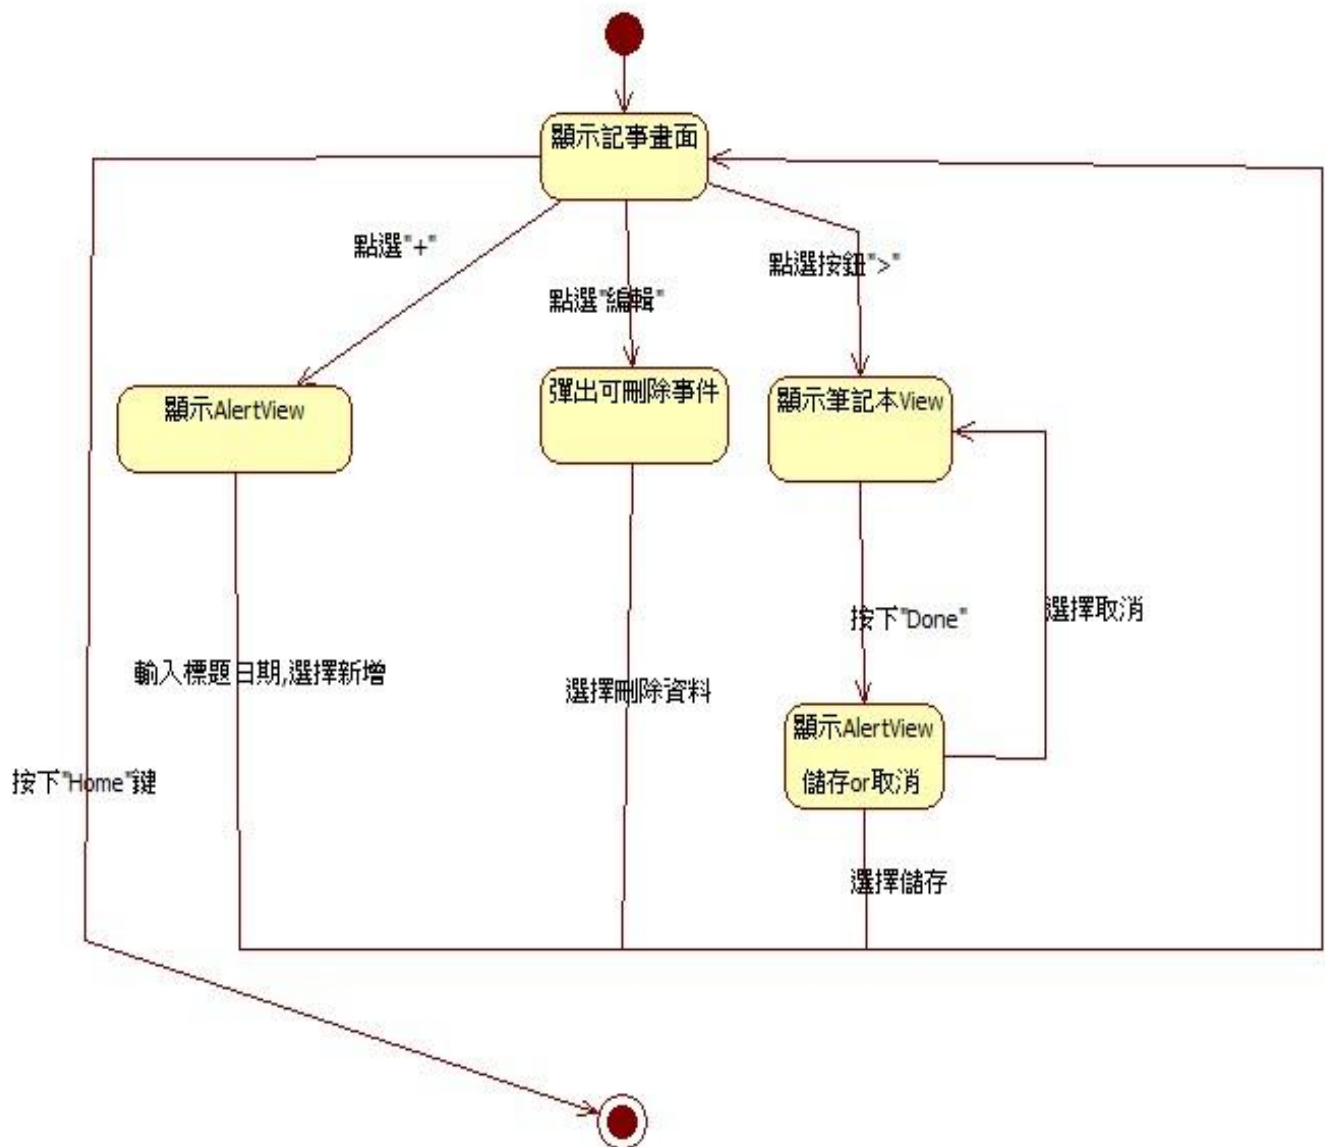 顯示記事畫面
點選"+"
點選"編輯"
點選按鈕">"
顯示AlertView
彈出可刪除事件
顯示筆記本View
按下"Done"
選擇取消
輸入標題日期,選擇新增
選擇刪除資料
顯示AlertView
儲存or取消
按下"Home"鍵
選擇儲存